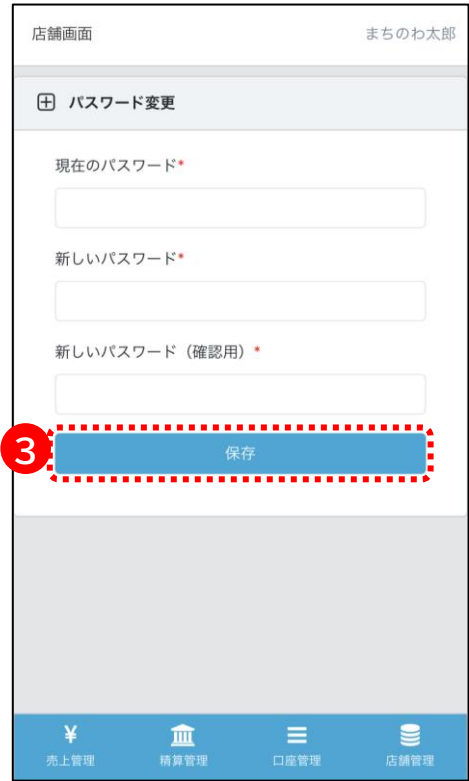 店舗画面 まちのわ太郎
パスワード変更
現在のパスワード*
新しいパスワード*
新しいパスワード（確認用）*
3 保存
¥
売上管理 精算管理 口座管理 店舗管理